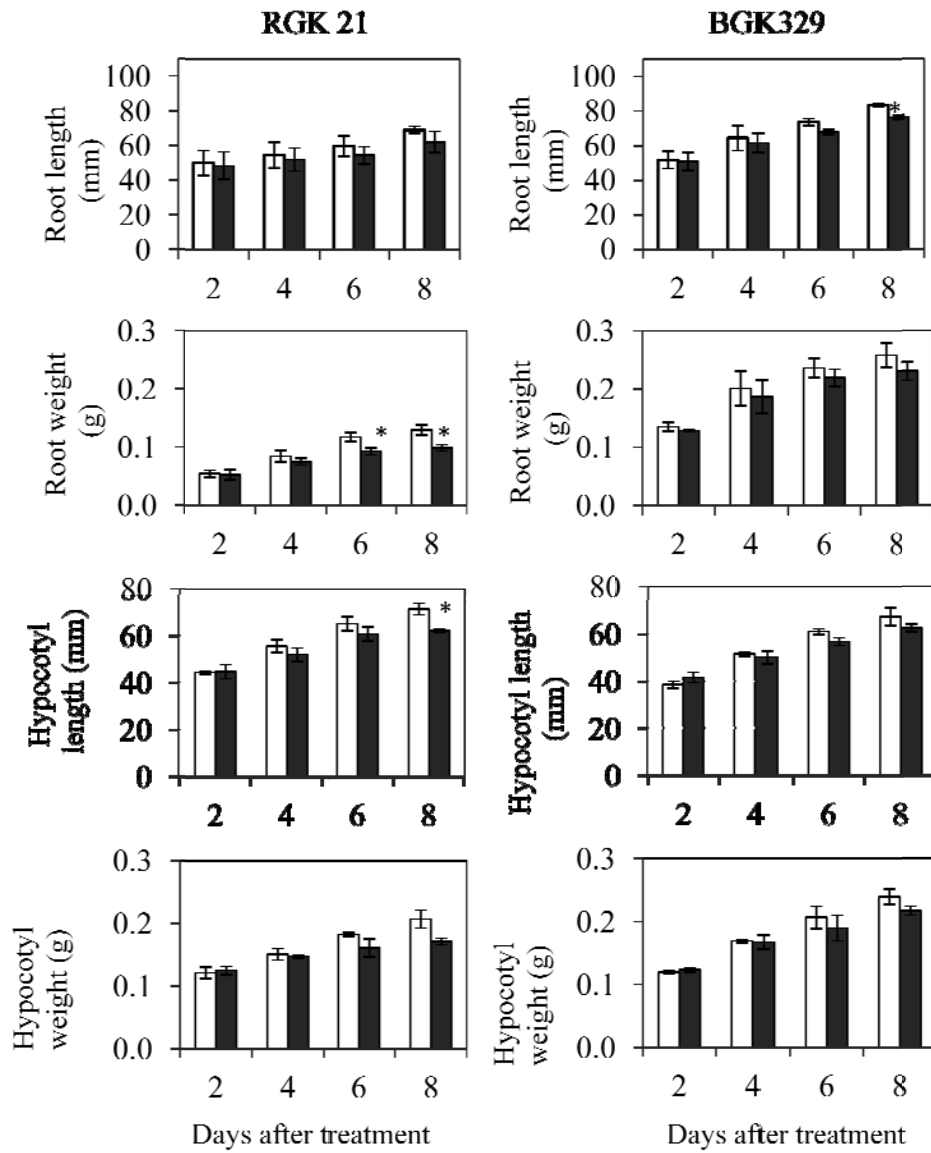 RGK 21
BGK329
Root length
(mm)
100
80
60
40
20
0
2 4 6 8
Root length
(mm)
100
80
60
40
20
0
*
2 4 6 8
Root weight
(g)
0.3
0.2
0.1
0.0
* *
2 4 6 8
Root weight
(g)
0.3
0.2
0.1
0.0
2 4 6 8
Hypocotyl
length (mm)
80
60
40
20
0
*
2 4 6 8
Hypocotyl length
(mm)
80
60
40
20
0
2 4 6 8
Hypocotyl
weight (g)
0.3
0.2
0.1
0.0
2 4 6 8
Days after treatment
Hypocotyl
weight (g)
0.3
0.2
0.1
0.0
2 4 6 8
Days after treatment